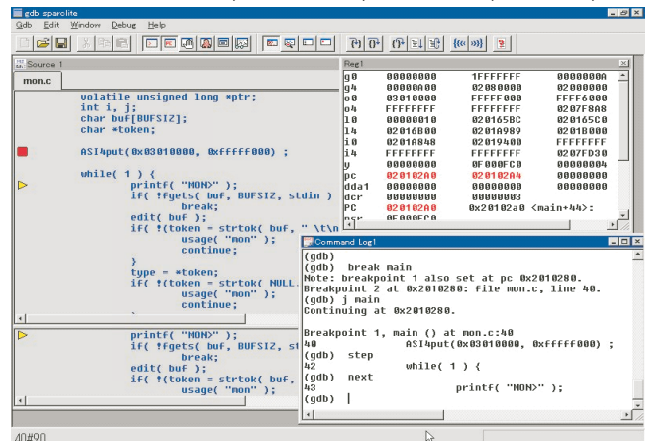 gdb sparclite
Gdb Edit Window Debug Help
Source 1
mon.c
volatile unsigned long *ptr;
int i, j;
char buf[BUFSIZ];
char *token;
ASI4put(0x03010000, 0xfffff000) ;
while( 1 ) {
printf( "MON>" );
if( !fgets( buf, BUFSIZ, stdin )
break;
edit( buf );
if( !(token = strtok( buf, " \t\n
usage( "mon" );
continue;
}
type = *token;
if( !(token = strtok( NULL.
usage( "mon" );
continue;
printf( "MON>" );
if( !fgets( buf, BUFSIZ, st
break;
edit( buf );
if( !(token = strtok( buf,
usage( "mon" );
Reg1
g0 00000000 1FFFFFFF 0000000A
g4 00000A00 02080000 02000000
o0 03010000 FFFFF000 FFFF6000
o4 FFFFFFFF FFFFFFFF 0207F8A8
l0 00000010 020165BC 020165C0
l4 02016B00 0201A989 0201B000
i0 0201A848 02019400 FFFFFFFF
i4 FFFFFFFF FFFFFFFF 0207FD30
y 00000000 0F000FC0 00000004
pc 020102A0 020102A4 00000000
dda1 00000000 00000000 00000000
dcr 00000000 00000003
PC 020102A0 0x20102a0 <main+44>:
psr 0F000FC0
Command Log1
(gdb)
(gdb) break main
Note: breakpoint 1 also set at pc 0x2010280.
Breakpoint 2 at 0x2010280: file mon.c, line 40.
(gdb) j main
Continuing at 0x2010280.
Breakpoint 1, main () at mon.c:40
40 ASI4put(0x03010000, 0xfffff000) ;
(gdb) step
42 while( 1 ) {
(gdb) next
43 printf( "MON>" );
(gdb)
40#90